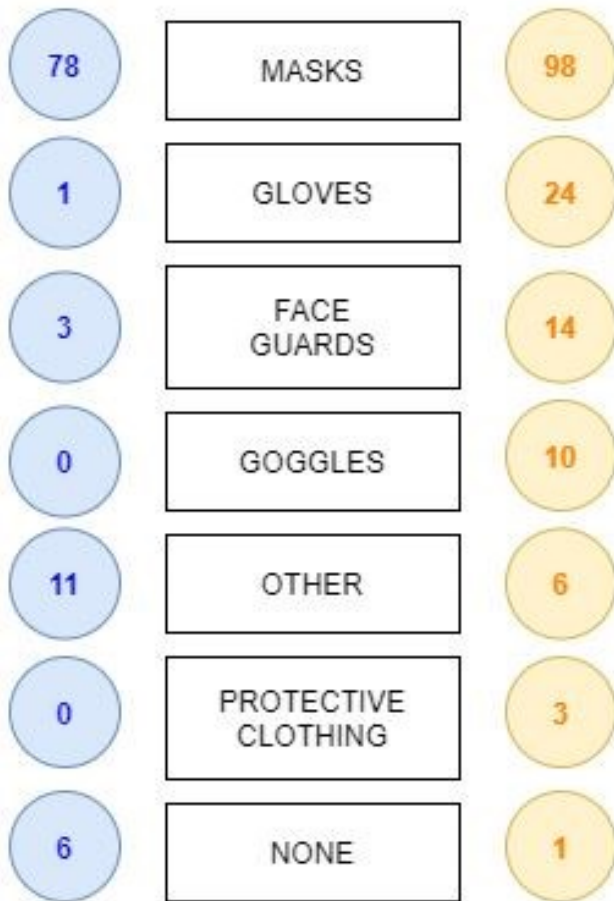 78 MASKS 98
1 GLOVES 24
3 FACE GUARDS 14
0 GOGGLES 10
11 OTHER 6
0 PROTECTIVE CLOTHING 3
6 NONE 1